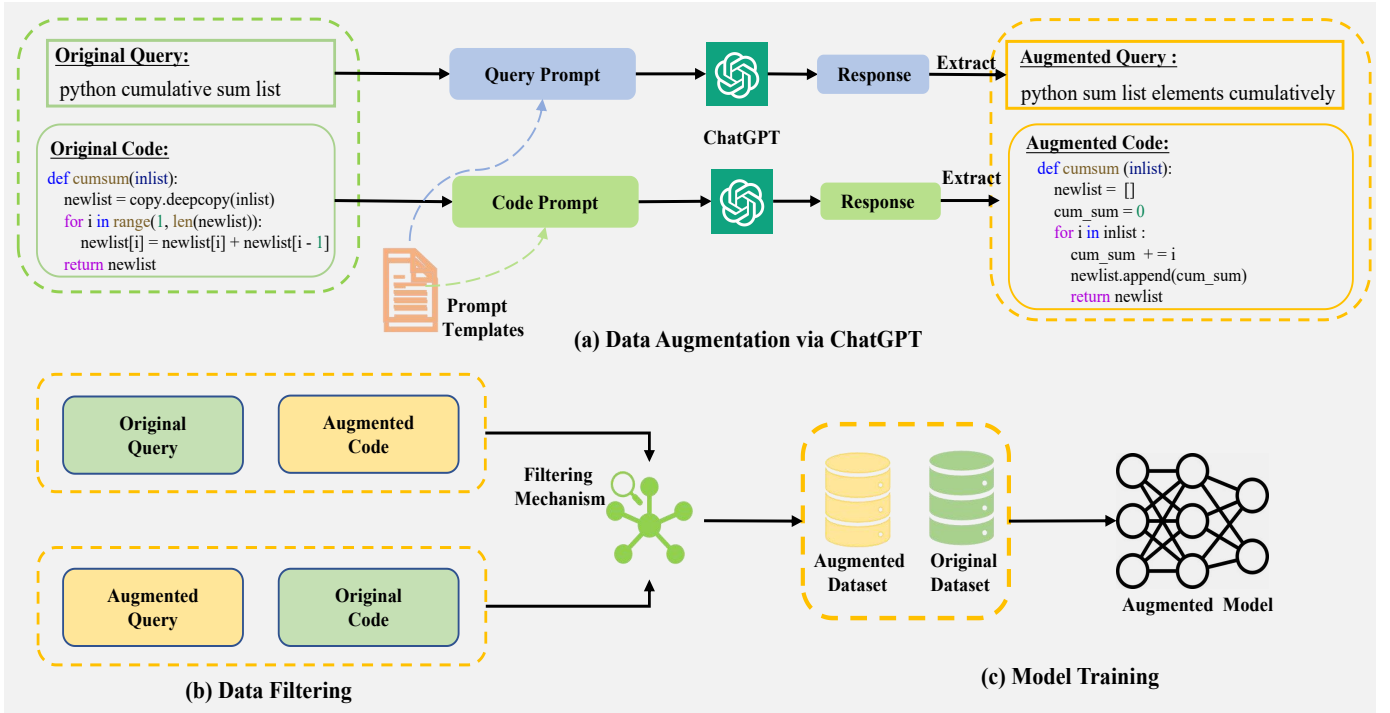 Original Query:
python cumulative sum list
Original Code:
def cumsum(inlist):
newlist = copy.deepcopy(inlist)
for i in range(1, len(newlist)):
newlist[i] = newlist[i] + newlist[i - 1]
return newlist
Query Prompt
Code Prompt
Prompt
Templates
ChatGPT
Response
Response
Extract
Extract
Augmented Query :
python sum list elements cumulatively
Augmented Code:
def cumsum (inlist):
newlist = []
cum_sum = 0
for i in inlist :
cum_sum + = i
newlist.append(cum_sum)
return newlist
(a) Data Augmentation via ChatGPT
Original
Query
Augmented
Code
Augmented
Query
Original
Code
Filtering
Mechanism
(b) Data Filtering
Augmented
Dataset
Original
Dataset
Augmented Model
(c) Model Training